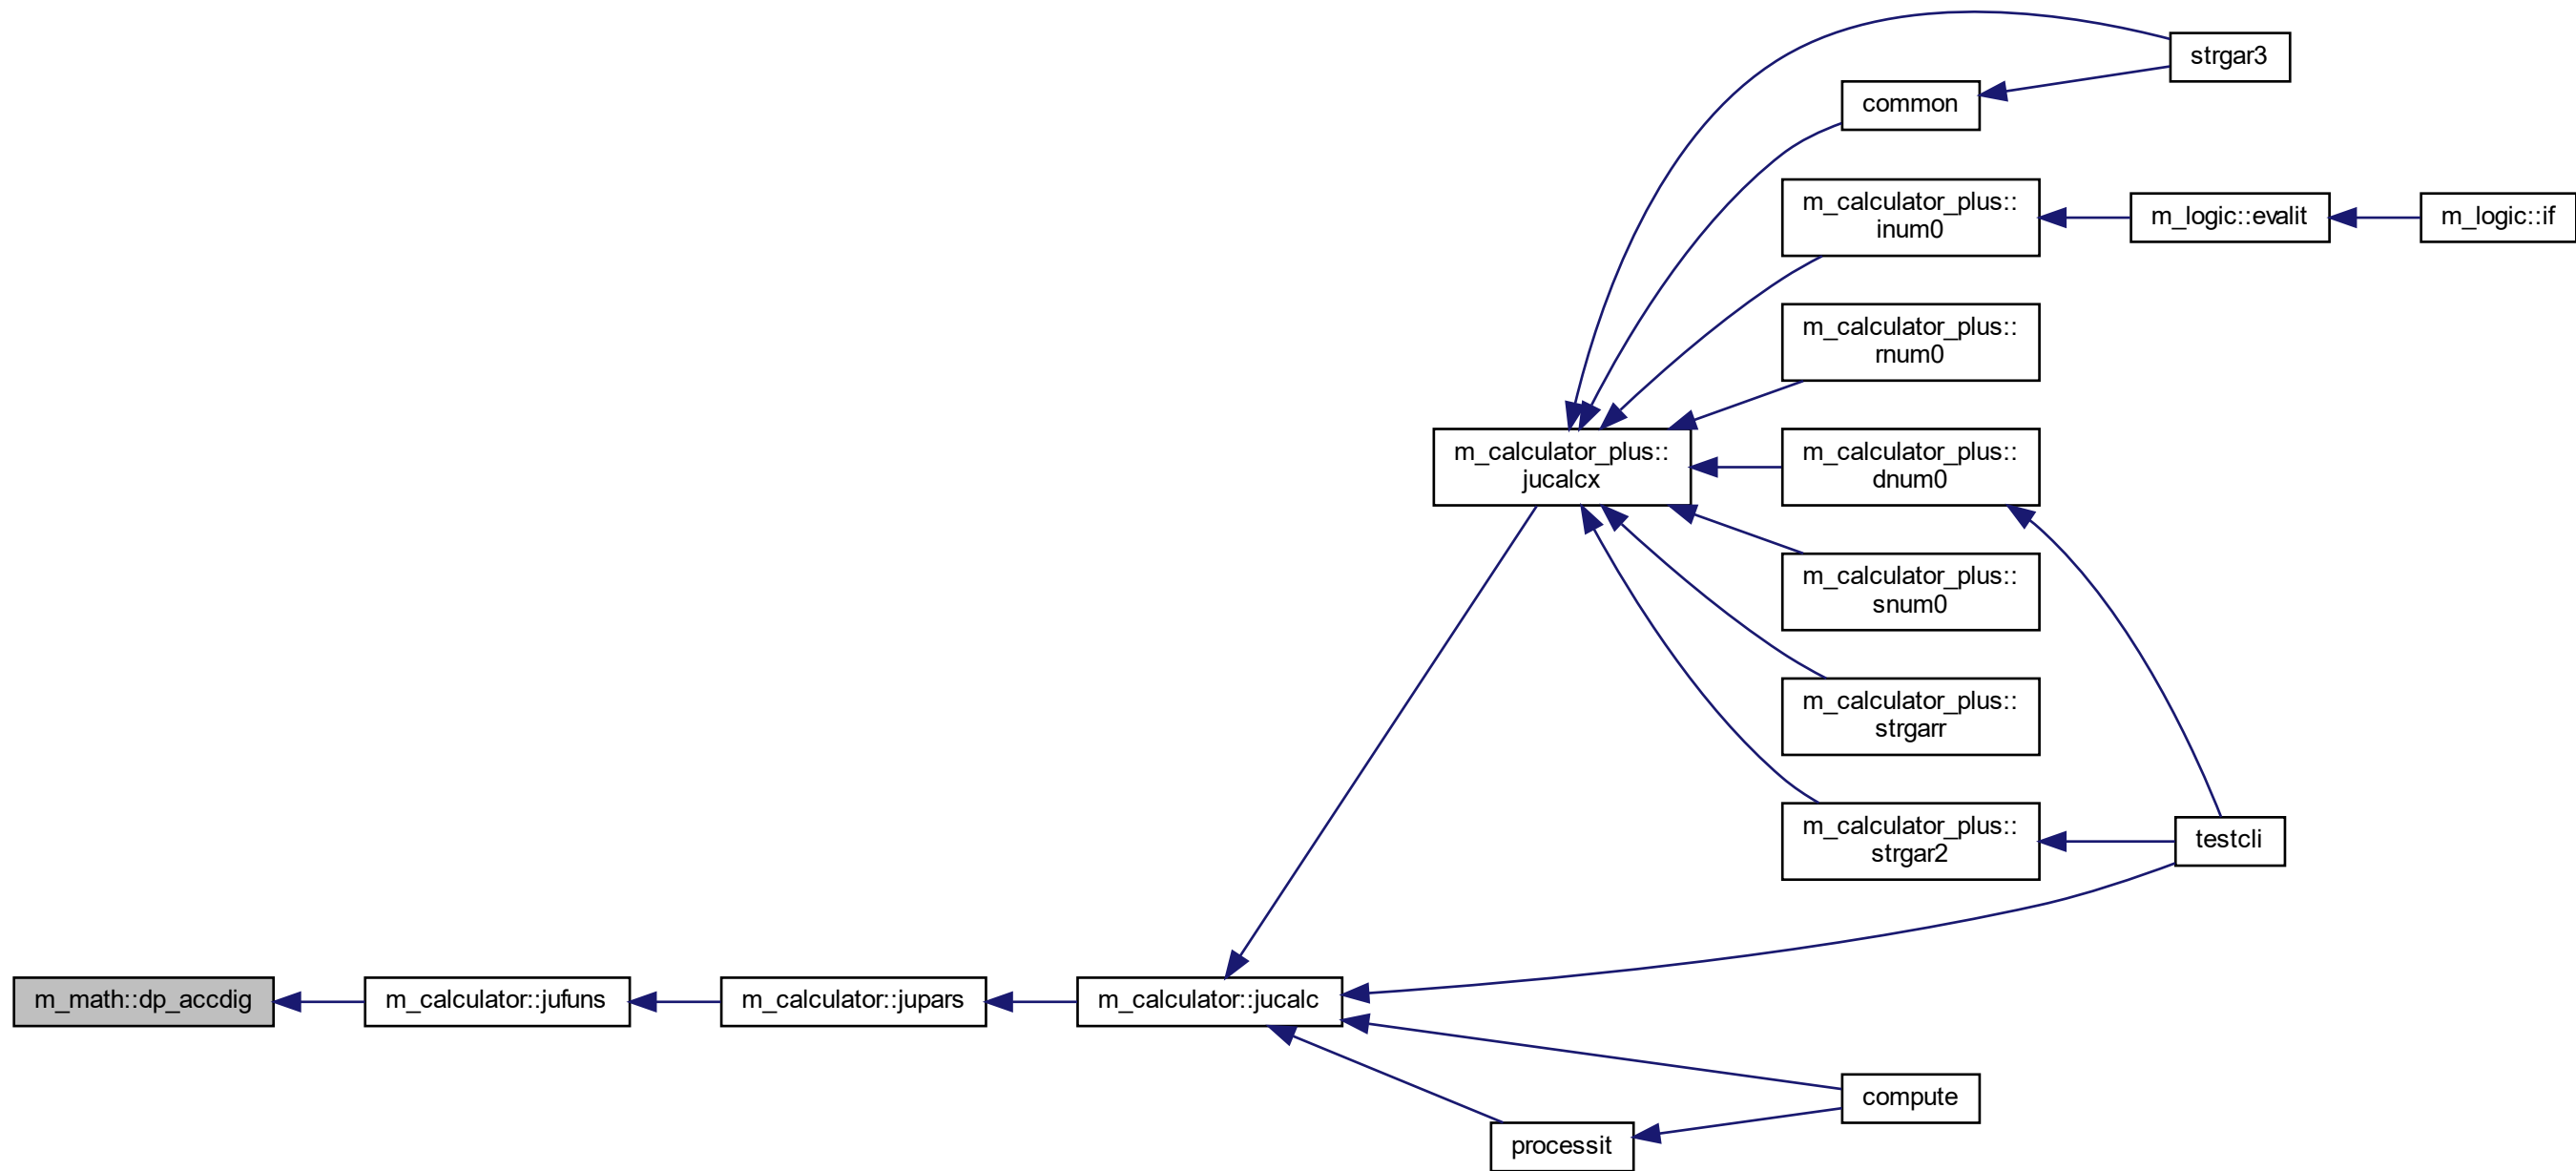 strgar3
common
m_calculator_plus::
inum0
m_logic::evalit
m_logic::if
m_calculator_plus::
rnum0
m_calculator_plus::
jucalcx
m_calculator_plus::
dnum0
m_calculator_plus::
snum0
m_calculator_plus::
strgarr
m_calculator_plus::
strgar2
testcli
m_math::dp_accdig
m_calculator::jufuns
m_calculator::jupars
m_calculator::jucalc
compute
processit